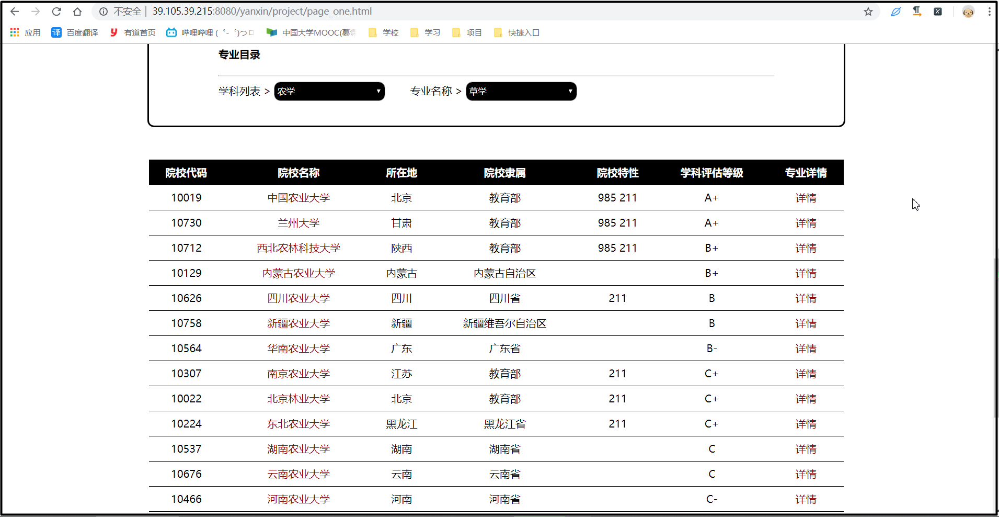 不安全 | 39.105.39.215:8080/yanxin/project/page_one.html
应用 百度翻译 有道首页 哔哩哔哩 ( ゜- ゜)つロ 中国大学MOOC(慕课 学校 学习 项目 快捷入口
专业目录
学科列表 > 农学 专业名称 > 草学
院校代码 院校名称 所在地 院校隶属 院校特性 学科评估等级 专业详情
10019 中国农业大学 北京 教育部 985 211 A+ 详情
10730 兰州大学 甘肃 教育部 985 211 A+ 详情
10712 西北农林科技大学 陕西 教育部 985 211 B+ 详情
10129 内蒙古农业大学 内蒙古 内蒙古自治区 B+ 详情
10626 四川农业大学 四川 四川省 211 B 详情
10758 新疆农业大学 新疆 新疆维吾尔自治区 B 详情
10564 华南农业大学 广东 广东省 B- 详情
10307 南京农业大学 江苏 教育部 211 C+ 详情
10022 北京林业大学 北京 教育部 211 C+ 详情
10224 东北农业大学 黑龙江 黑龙江省 211 C+ 详情
10537 湖南农业大学 湖南 湖南省 C 详情
10676 云南农业大学 云南 云南省 C 详情
10466 河南农业大学 河南 河南省 C- 详情